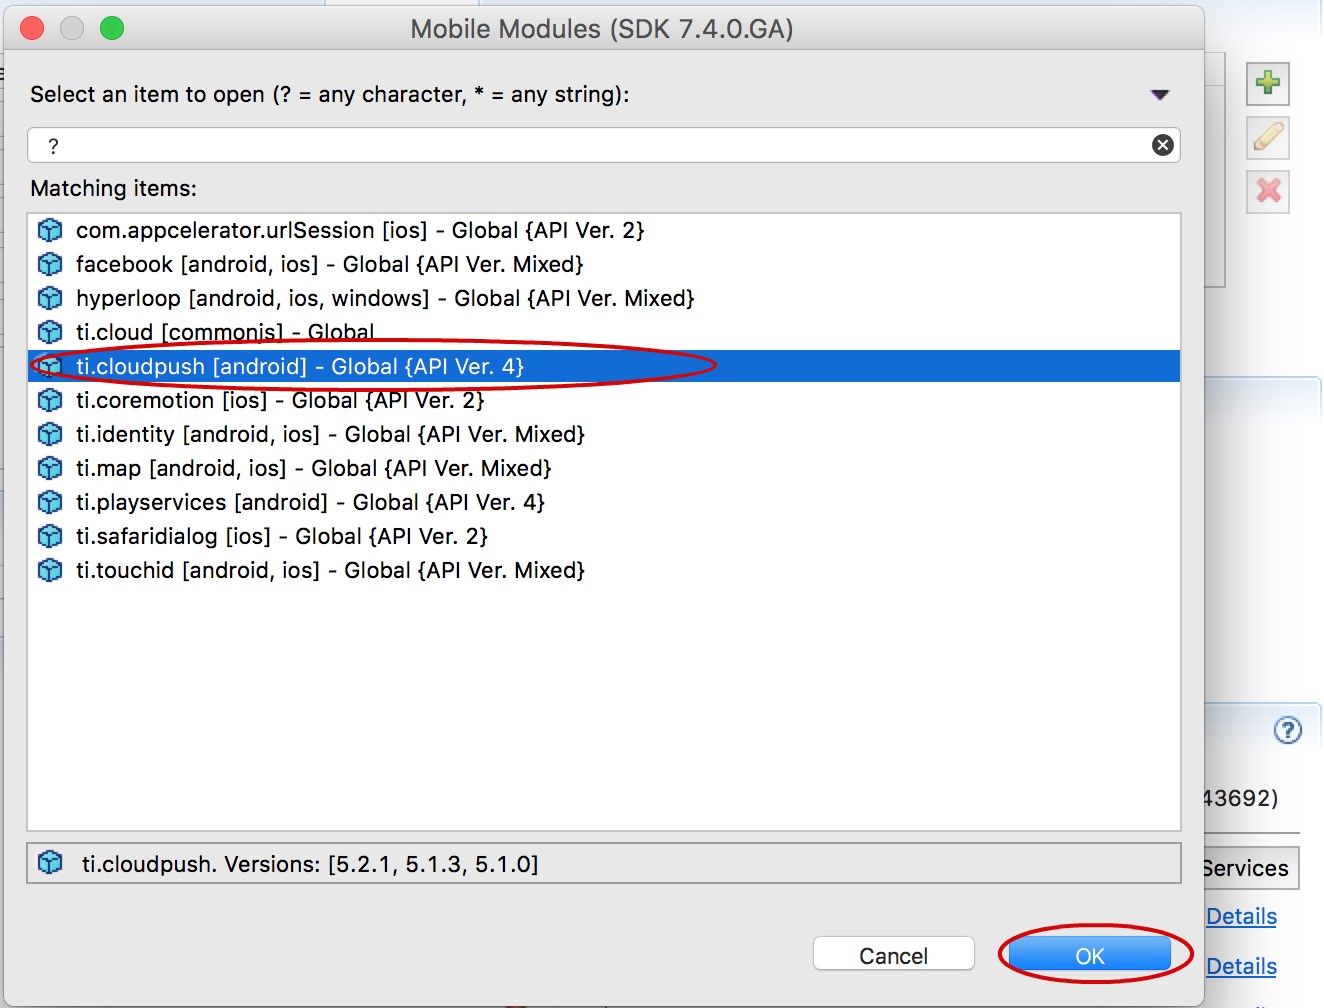 Mobile Modules (SDK 7.4.0.GA)
Select an item to open (? = any character, * = any string):
?
Matching items:
com.appcelerator.urlSession [ios] - Global {API Ver. 2}
facebook [android, ios] - Global {API Ver. Mixed}
hyperloop [android, ios, windows] - Global {API Ver. Mixed}
ti.cloud [commonjs] - Global
ti.cloudpush [android] - Global {API Ver. 4}
ti.coremotion [ios] - Global {API Ver. 2}
ti.identity [android, ios] - Global {API Ver. Mixed}
ti.map [android, ios] - Global {API Ver. Mixed}
ti.playservices [android] - Global {API Ver. 4}
ti.safaridialog [ios] - Global {API Ver. 2}
ti.touchid [android, ios] - Global {API Ver. Mixed}
ti.cloudpush. Versions: [5.2.1, 5.1.3, 5.1.0]
Cancel
OK
?
43692)
Services
Details
Details